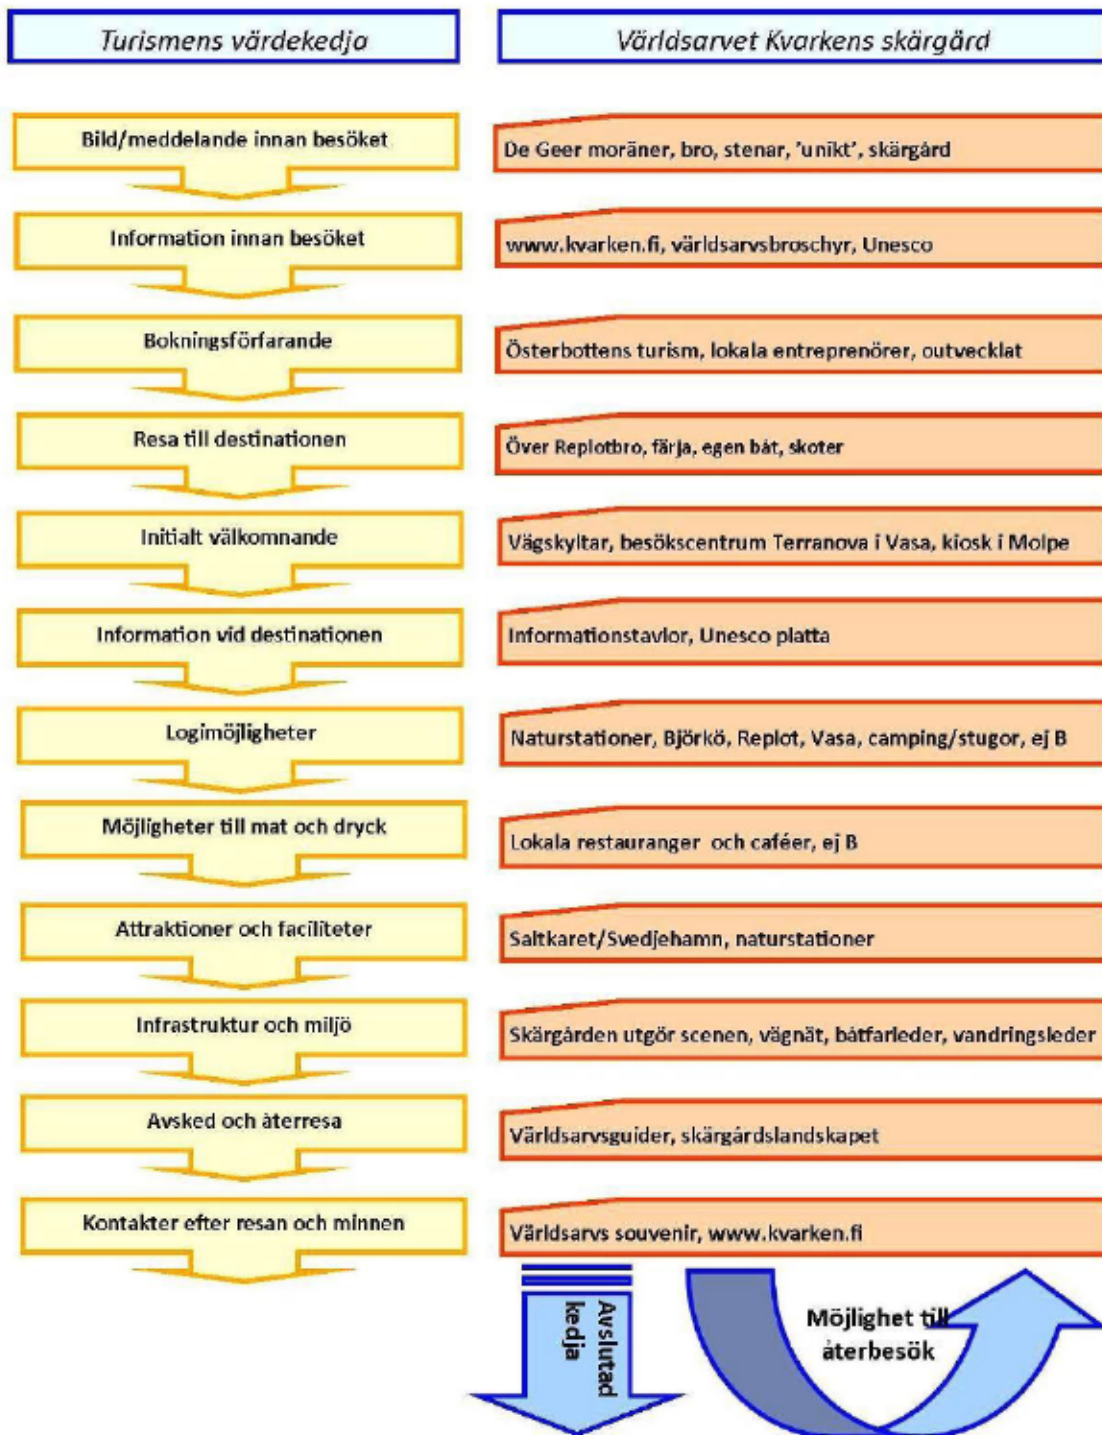 Turismens värdekedja
Världsarvet Kvarkens skärgård
Bild/meddelande innan besöket
De Geer moräner, bro, stenar, 'unikt', skärgård
Information innan besöket
www.kvarken.fi, världsarvsbroschyr, Unesco
Bokningsförfarande
Österbottens turism, lokala entreprenörer, outvecklat
Resa till destinationen
Över Replotbro, färja, egen båt, skoter
Initialt välkomnande
Vägskyltar, besökscentrum Terranova i Vasa, kiosk i Molpe
Information vid destinationen
Informationstavlor, Unesco platta
Logimöjligheter
Naturstationer, Björkö, Replot, Vasa, camping/stugor, ej B
Möjligheter till mat och dryck
Lokala restauranger och caféer, ej B
Attraktioner och faciliteter
Saltkaret/Svedjehamn, naturstationer
Infrastruktur och miljö
Skärgården utgör scenen, vägnät, båtfarleder, vandringsleder
Avsked och återresa
Världsarvsguider, skärgårdslandskapet
Kontakter efter resan och minnen
Världsarvs souvenir, www.kvarken.fi
Avslutad
kedja
Möjlighet till
återbesök